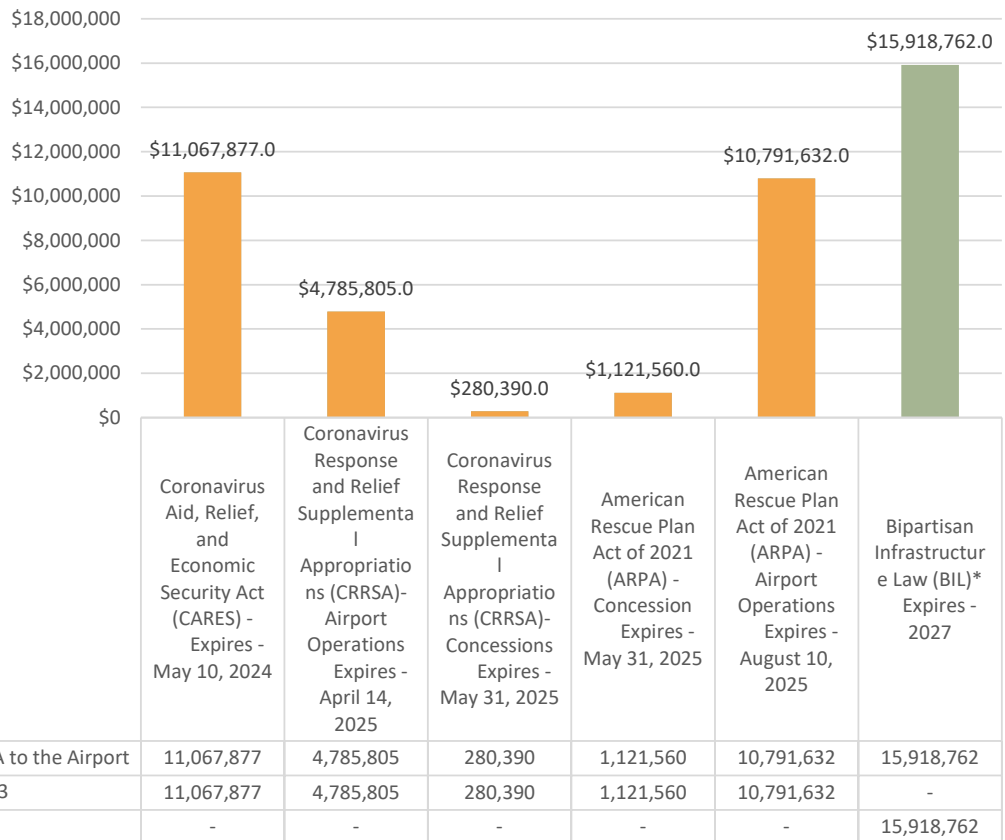 $18,000,000
$16,000,000
$14,000,000
$12,000,000
$10,000,000
$8,000,000
$6,000,000
$4,000,000
$2,000,000
$0
$11,067,877.0
$4,785,805.0
$280,390.0
$1,121,560.0
$10,791,632.0
$15,918,762.0
Coronavirus
Aid, Relief,
and
Economic
Security Act
(CARES) -
Expires -
May 10, 2024
Coronavirus
Response
and Relief
Supplementa
l
Appropriatio
ns (CRRSA)-
Airport
Operations
Expires -
April 14,
2025
Coronavirus
Response
and Relief
Supplementa
l
Appropriatio
ns (CRRSA)-
Concessions
Expires -
May 31, 2025
American
Rescue Plan
Act of 2021
(ARPA) -
Concession
Expires -
May 31, 2025
American
Rescue Plan
Act of 2021
(ARPA) -
Airport
Operations
Expires -
August 10,
2025
Bipartisan
Infrastructur
e Law (BIL)*
Expires -
2027
to the Airport 11,067,877 4,785,805 280,390 1,121,560 10,791,632 15,918,762
3 11,067,877 4,785,805 280,390 1,121,560 10,791,632 -
- - - - - 15,918,762